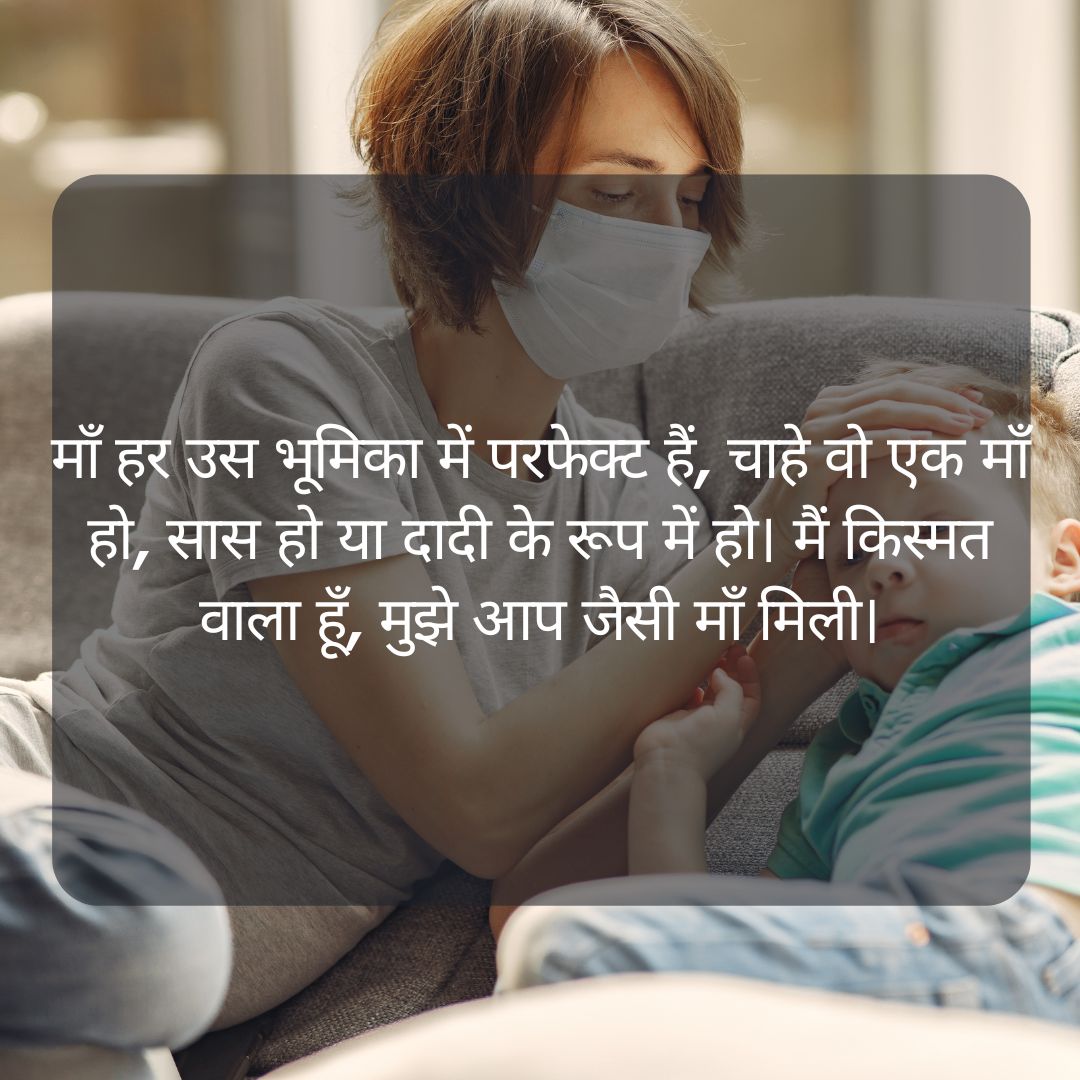 माँ हर उस भूमिका में परफेक्ट हैं, चाहे वो एक माँ
हो, सास हो या दादी के रूप में हो। मैं किस्मत
वाला हूँ, मुझे आप जैसी माँ मिली।